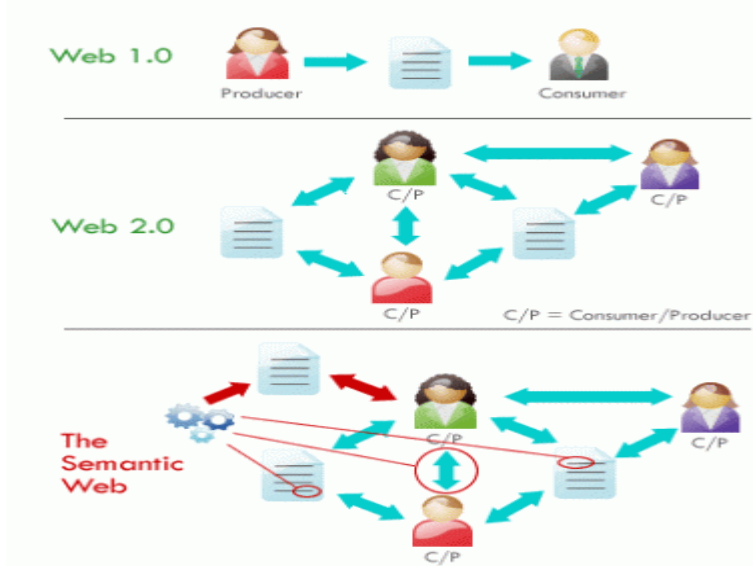 Web 1.0
Producer
Consumer
C/P
C/P
Web 2.0
C/P
C/P = Consumer/Producer
C/P
C/P
The
Semantic
Web
C/P